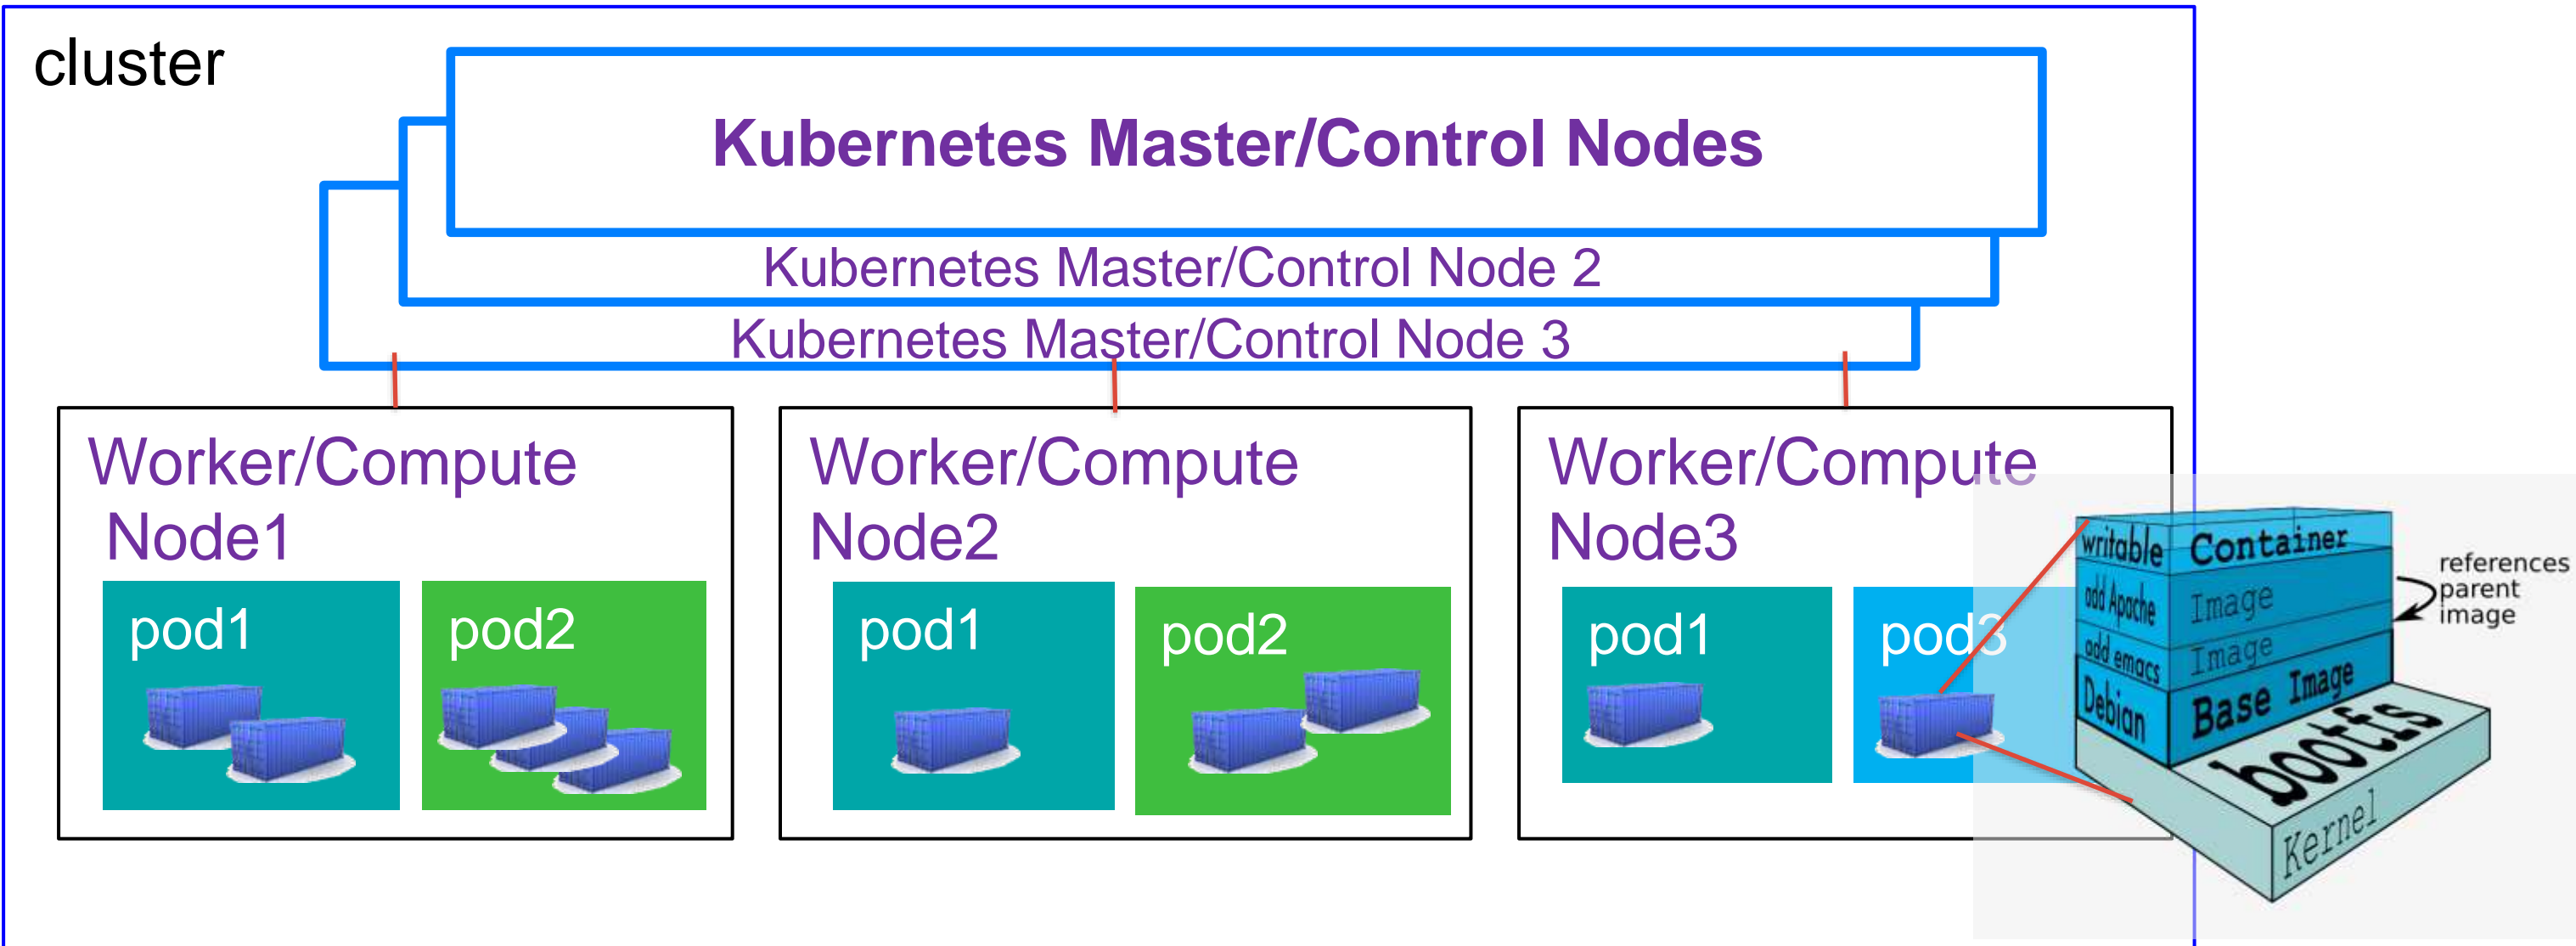 cluster
Kubernetes Master/Control Nodes
Kubernetes Master/Control Node 2
Kubernetes Master/Control Node 3
Worker/Compute
Node1
pod1
pod2
Worker/Compute
Node2
pod1
pod2
Worker/Compute
Node3
pod1
pod3
writable Container
add Apache Image
add emacs Image
Debian Base Image
bootfs
Kernel
references
parent
image